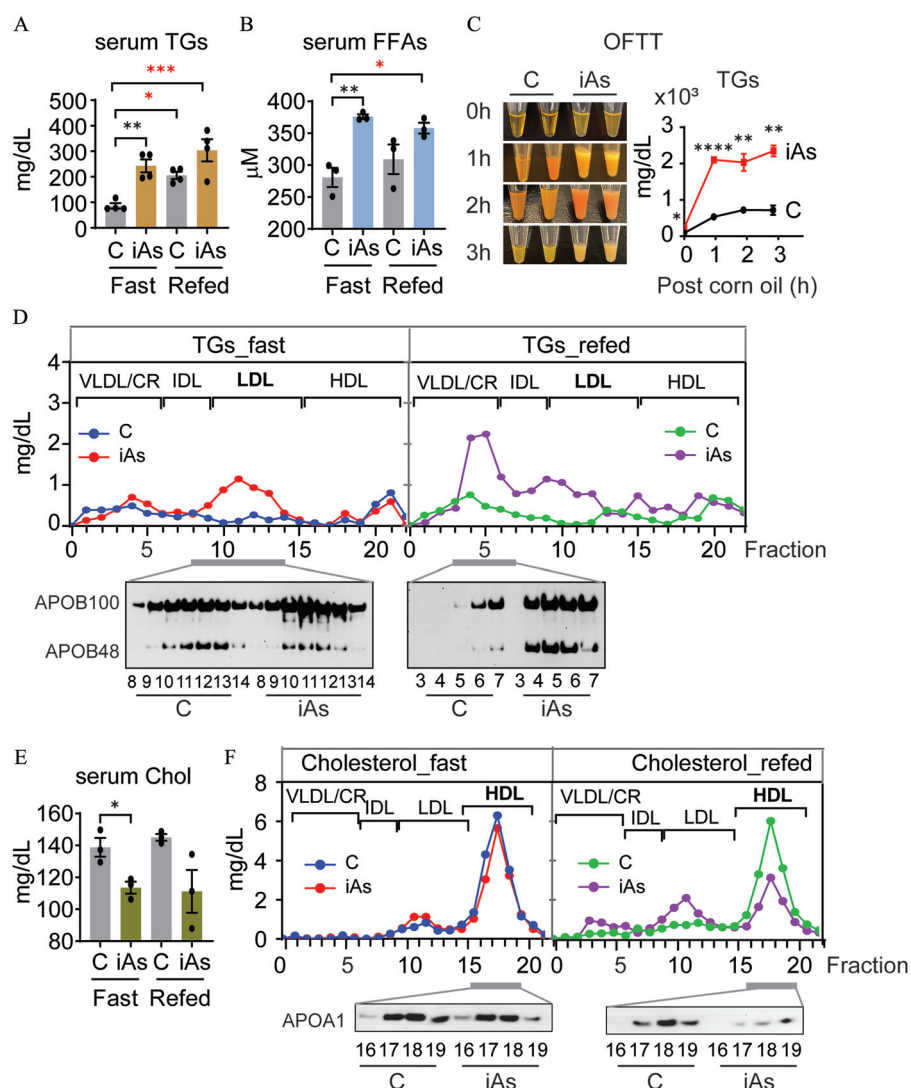 A
serum TGs
***
*
**
500
400
300
200
100
0
mg/dL
C iAs C iAs
Fast Refed
B
serum FFAs
*
**
400
350
300
250
200
µM
C iAs C iAs
Fast Refed
C
OFTT
C iAs
0h
1h
2h
3h
TGs
x10³
4
3
2
1
0
mg/dL
*
**** ** **
iAs
C
0 1 2 3
Post corn oil (h)
D
TGs_fast TGs_refed
4
3
2
1
0
mg/dL
VLDL/CR IDL LDL HDL
C
iAs
VLDL/CR IDL LDL HDL
C
iAs
0 5 10 15 20 0 5 10 15 20 Fraction
APOB100
APOB48
8 9 10 11 12 13 14 8 9 10 11 12 13 14
C iAs
3 4 5 6 7 3 4 5 6 7
C iAs
E
serum Chol
*
160
140
120
100
80
mg/dL
C iAs C iAs
Fast Refed
F
Cholesterol_fast Cholesterol_refed
8
6
4
2
0
mg/dL
VLDL/CR IDL LDL HDL
C
iAs
VLDL/CR IDL LDL HDL
C
iAs
0 5 10 15 20 0 5 10 15 20 Fraction
APOA1
16 17 18 19 16 17 18 19
C iAs
16 17 18 19 16 17 18 19
C iAs